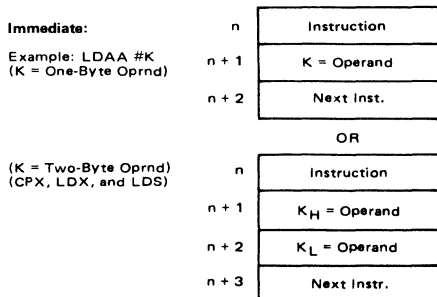 Immediate:
n Instruction
Example: LDAA #K
(K = One-Byte Oprnd)
n + 1 K = Operand
n + 2 Next Inst.
OR
(K = Two-Byte Oprnd)
(CPX, LDX, and LDS)
n Instruction
n + 1 KH = Operand
n + 2 KL = Operand
n + 3 Next Instr.